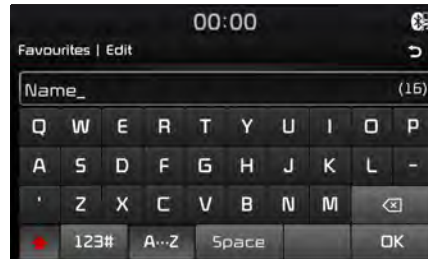 00:00
Favourites | Edit
Name_ (16)
Q W E R T Y U I O P
A S D F G H J K L -
' Z X C V B N M
123# A...Z Space OK